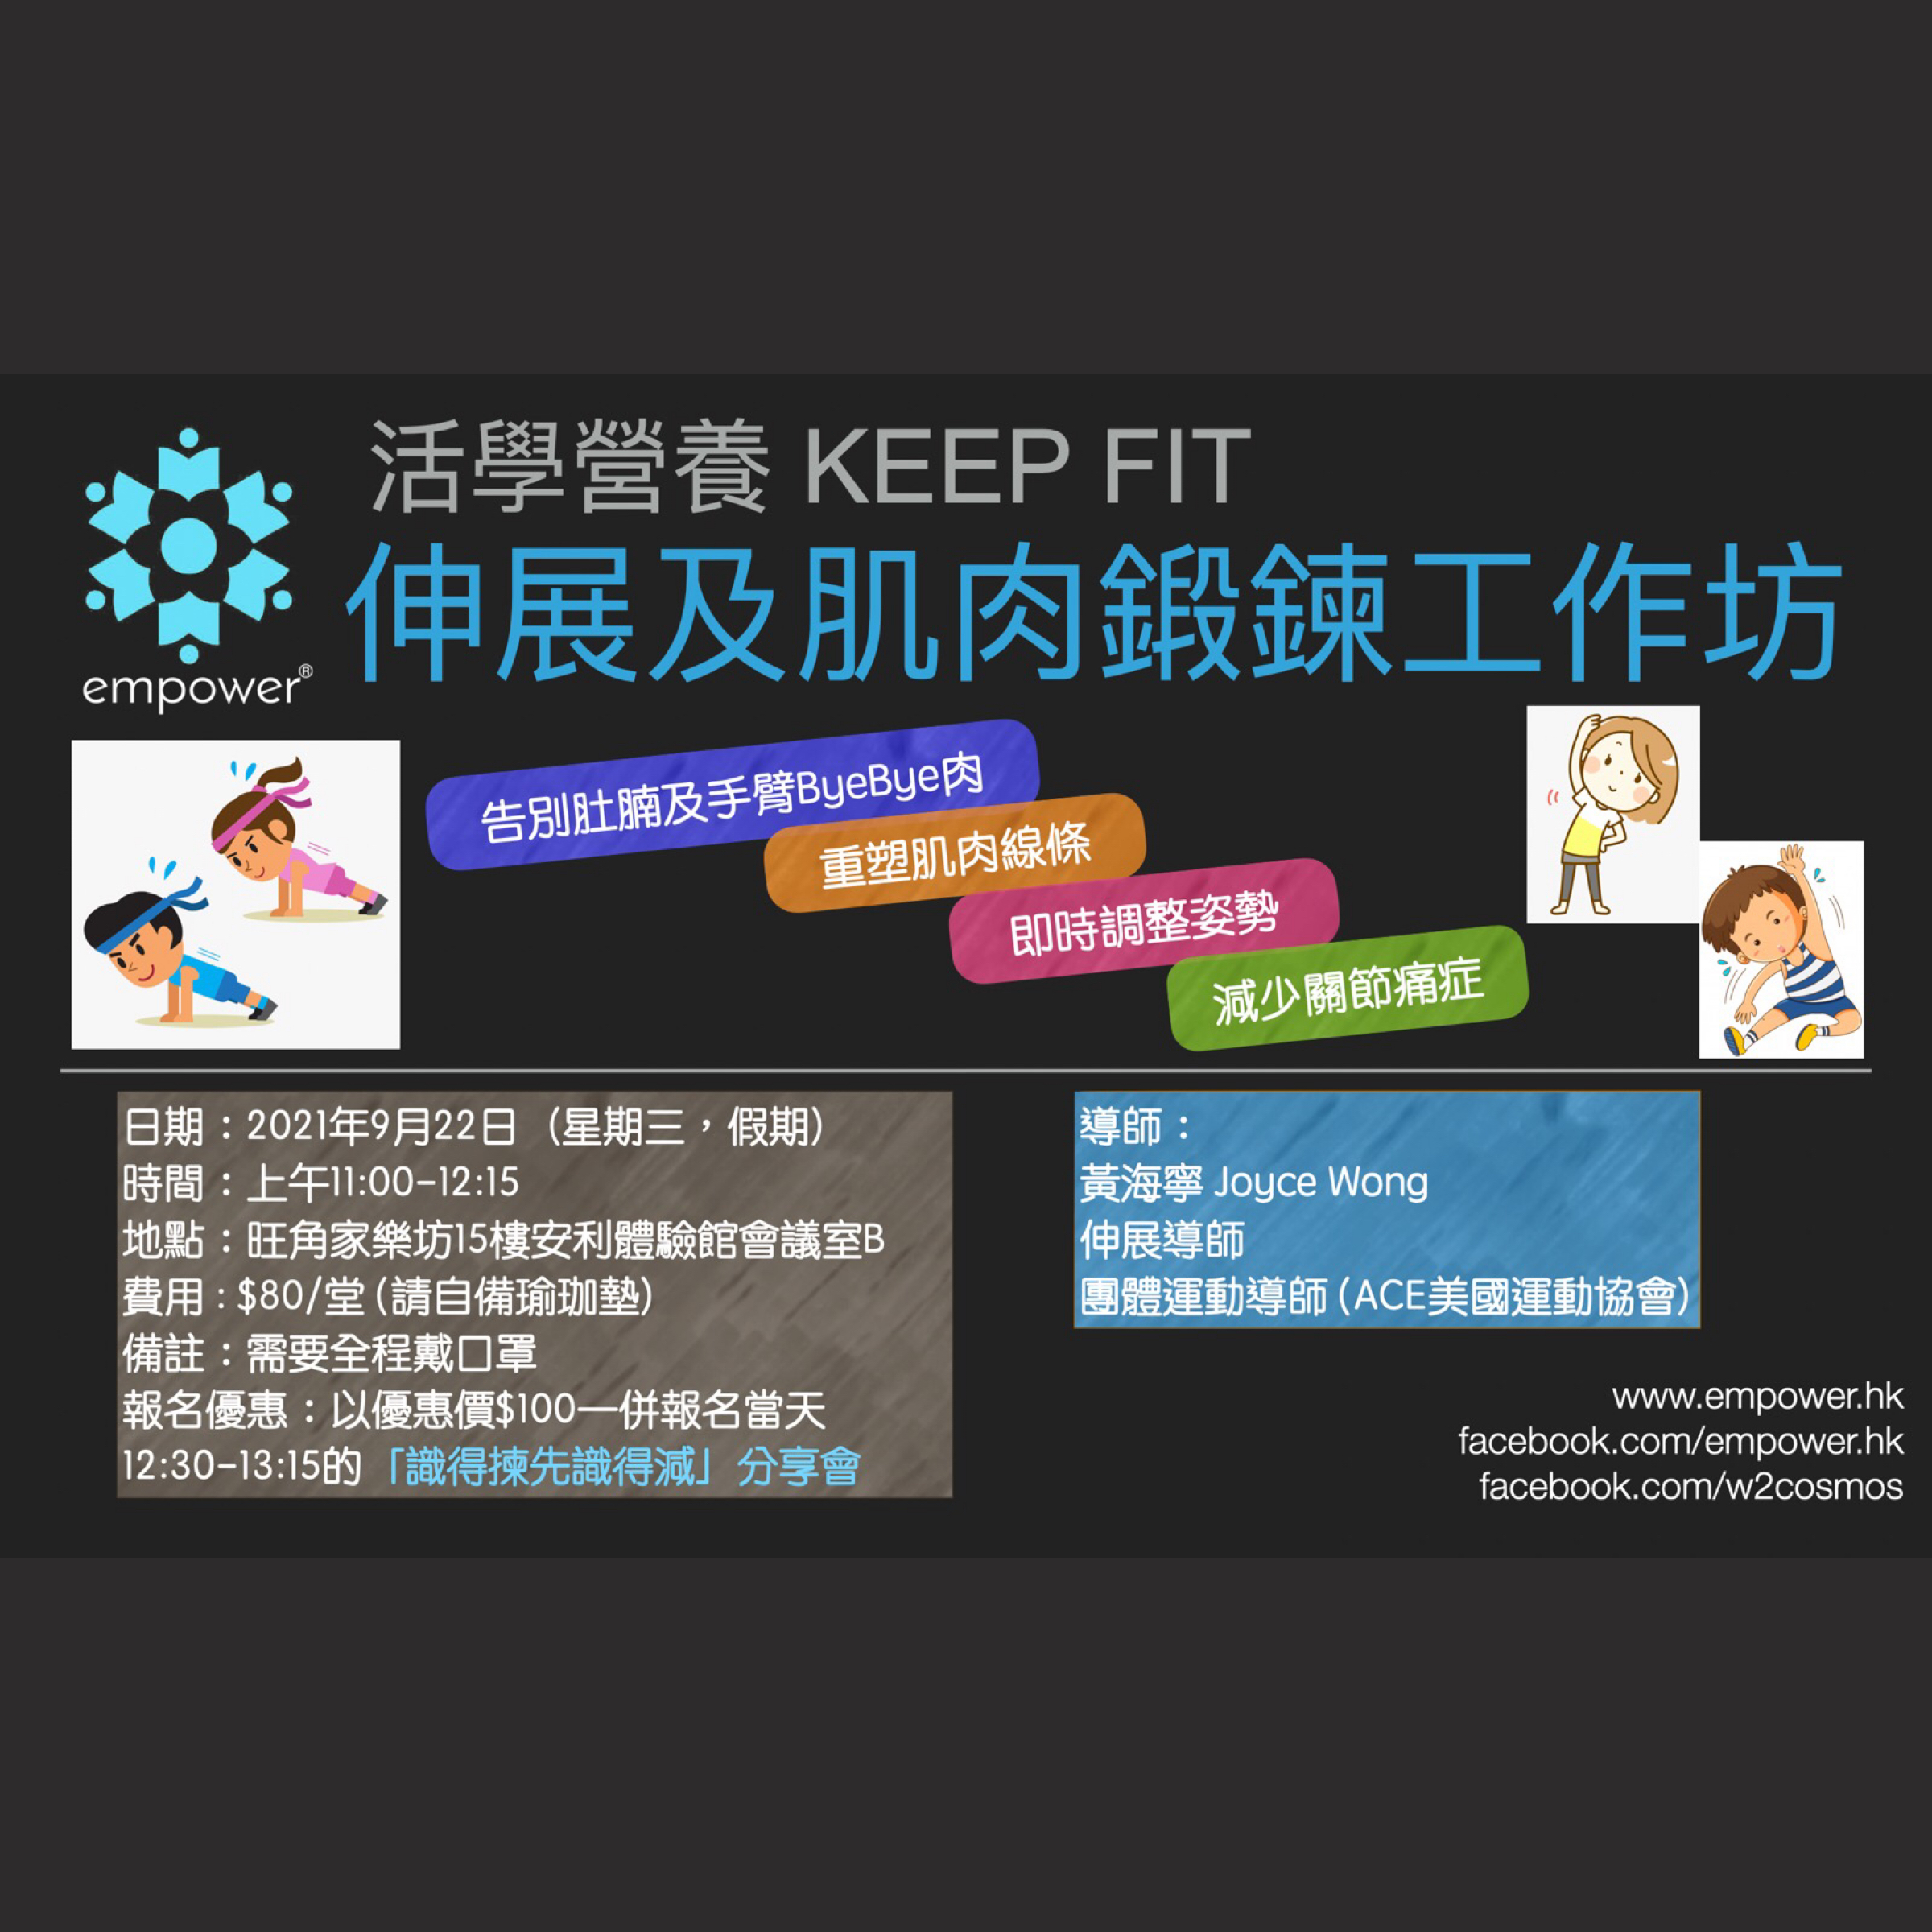 活學營養 KEEP FIT
伸展及肌肉鍛鍊工作坊
empower®
告別肚腩及手臂ByeBye肉
重塑肌肉線條
即時調整姿勢
減少關節痛症
日期：2021年9月22日（星期三，假期）
時間：上午11:00-12:15
地點：旺角家樂坊15樓安利體驗館會議室B
費用：$80/堂(請自備瑜珈墊)
備註：需要全程戴口罩
報名優惠：以優惠價$100一併報名當天
12:30-13:15的「識得揀先識得減」分享會
導師：
黃海寧 Joyce Wong
伸展導師
團體運動導師(ACE美國運動協會)
www.empower.hk
facebook.com/empower.hk
facebook.com/w2cosmos